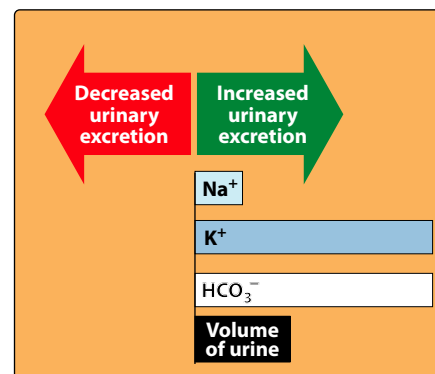 Decreased
urinary
excretion
Increased
urinary
excretion
Na⁺
K⁺
HCO₃⁻
Volume
of urine